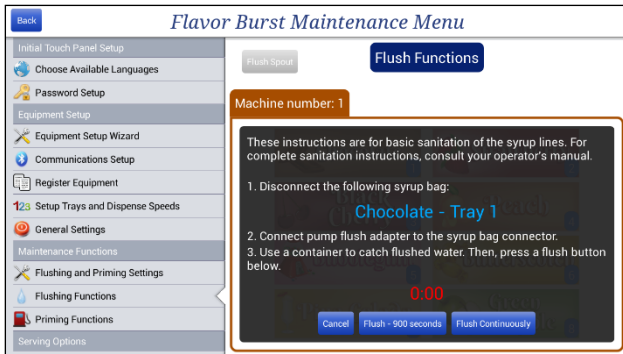 Back
Flavor Burst Maintenance Menu
Initial Touch Panel Setup
Choose Available Languages
Password Setup
Equipment Setup
Equipment Setup Wizard
Communications Setup
Register Equipment
123 Setup Trays and Dispense Speeds
General Settings
Maintenance Functions
Flushing and Priming Settings
Flushing Functions
Priming Functions
Serving Options
Flush Spout
Flush Functions
Machine number: 1
These instructions are for basic sanitation of the syrup lines. For
complete sanitation instructions, consult your operator's manual.
1. Disconnect the following syrup bag:
Chocolate - Tray 1
2. Connect pump flush adapter to the syrup bag connector.
3. Use a container to catch flushed water. Then, press a flush button
below.
0:00
Cancel
Flush - 900 seconds
Flush Continuously